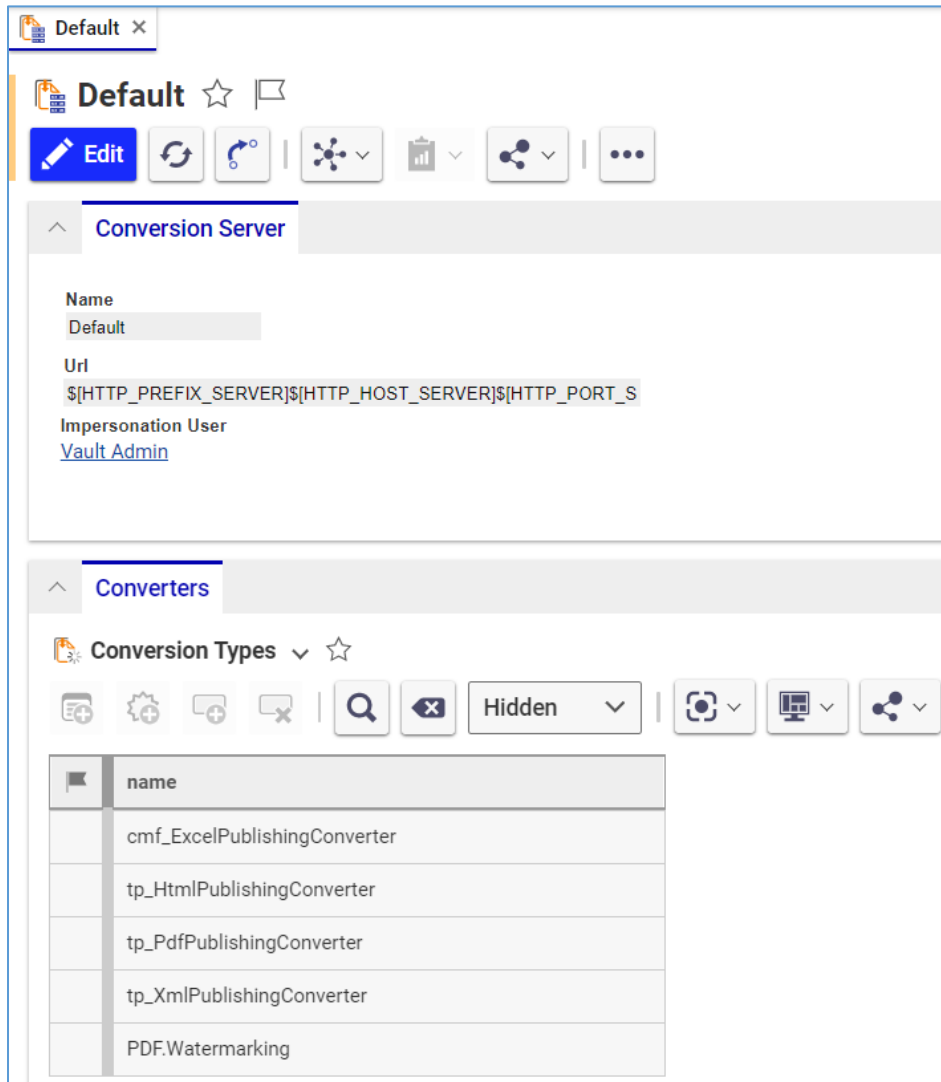 Default
Default
Edit
Conversion Server
Name
Default
Url
$[HTTP_PREFIX_SERVER]$[HTTP_HOST_SERVER]$[HTTP_PORT_S
Impersonation User
Vault Admin
Converters
Conversion Types
Hidden
name
cmf_ExcelPublishingConverter
tp_HtmlPublishingConverter
tp_PdfPublishingConverter
tp_XmlPublishingConverter
PDF.Watermarking